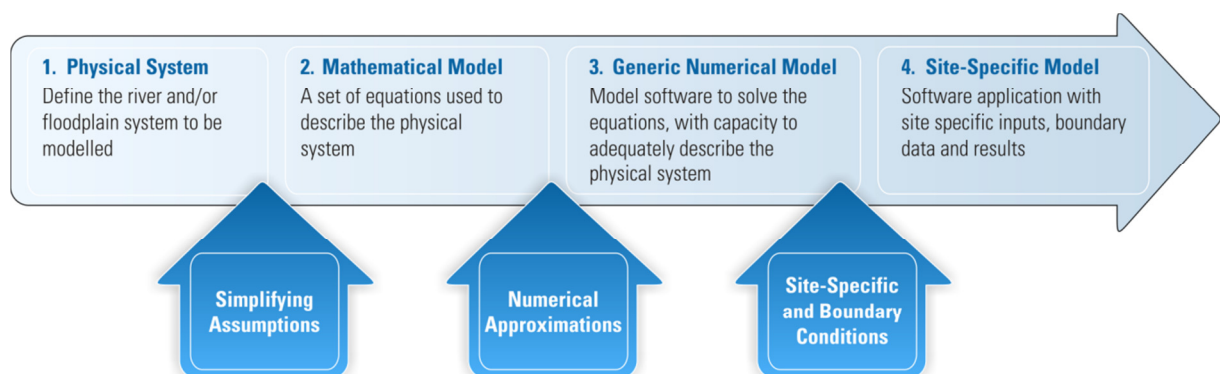 1. Physical System
Define the river and/or
floodplain system to be
modelled
2. Mathematical Model
A set of equations used to
describe the physical
system
3. Generic Numerical Model
Model software to solve the
equations, with capacity to
adequately describe the
physical system
4. Site-Specific Model
Software application with
site specific inputs, boundary
data and results
Simplifying
Assumptions
Numerical
Approximations
Site-Specific
and Boundary
Conditions